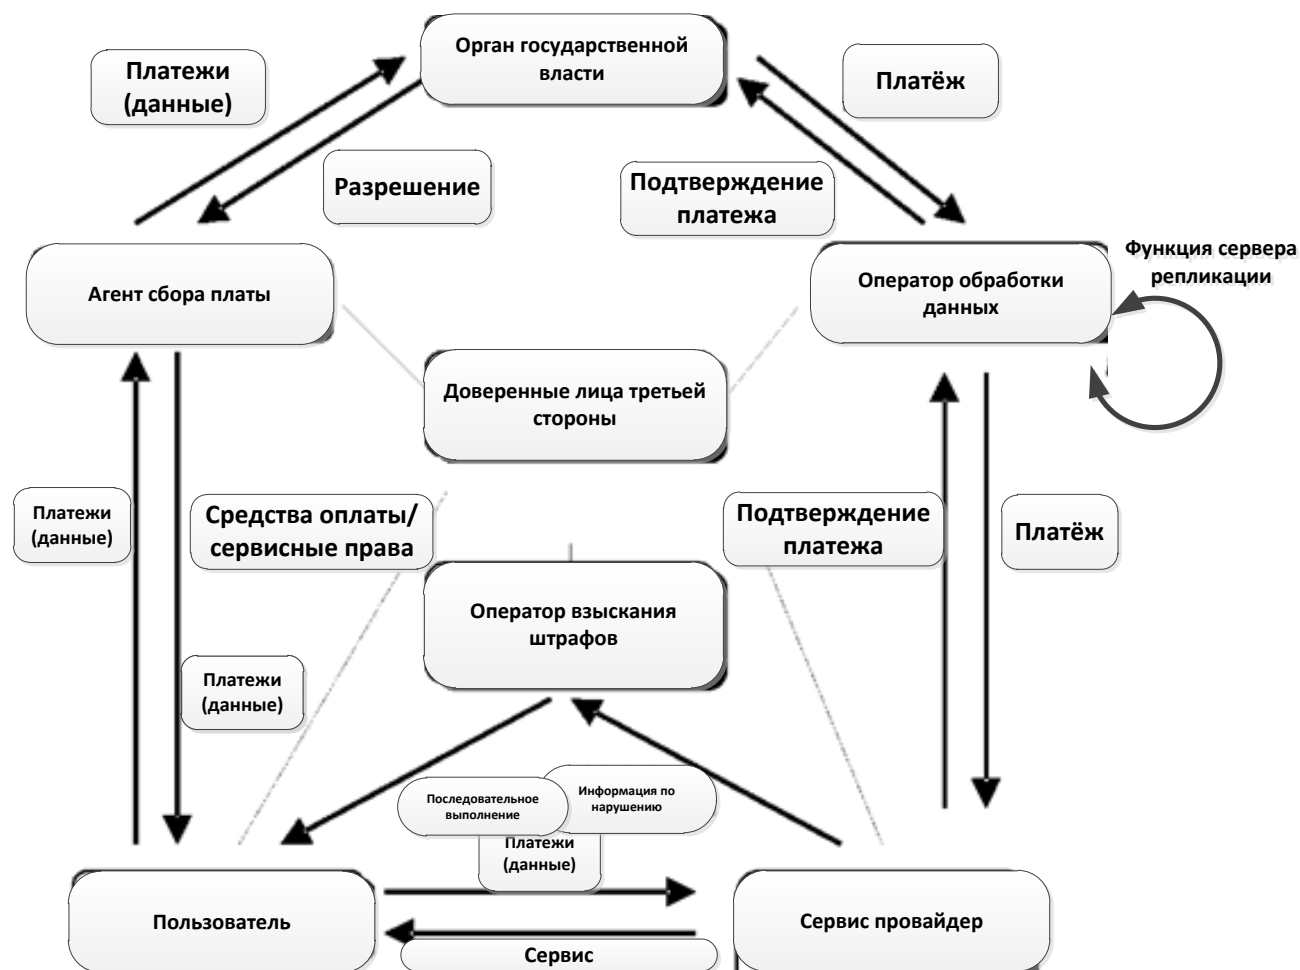 Орган государственной
власти
Платежи
(данные)
Платёж
Разрешение
Подтверждение
платежа
Функция сервера
репликации
Агент сбора платы
Оператор обработки
данных
Доверенные лица третьей
стороны
Платежи
(данные)
Средства оплаты/
сервисные права
Подтверждение
платежа
Платёж
Оператор взыскания
штрафов
Платежи
(данные)
Последовательное
выполнение
Информация по
нарушению
Платежи
(данные)
Пользователь
Сервис провайдер
Сервис